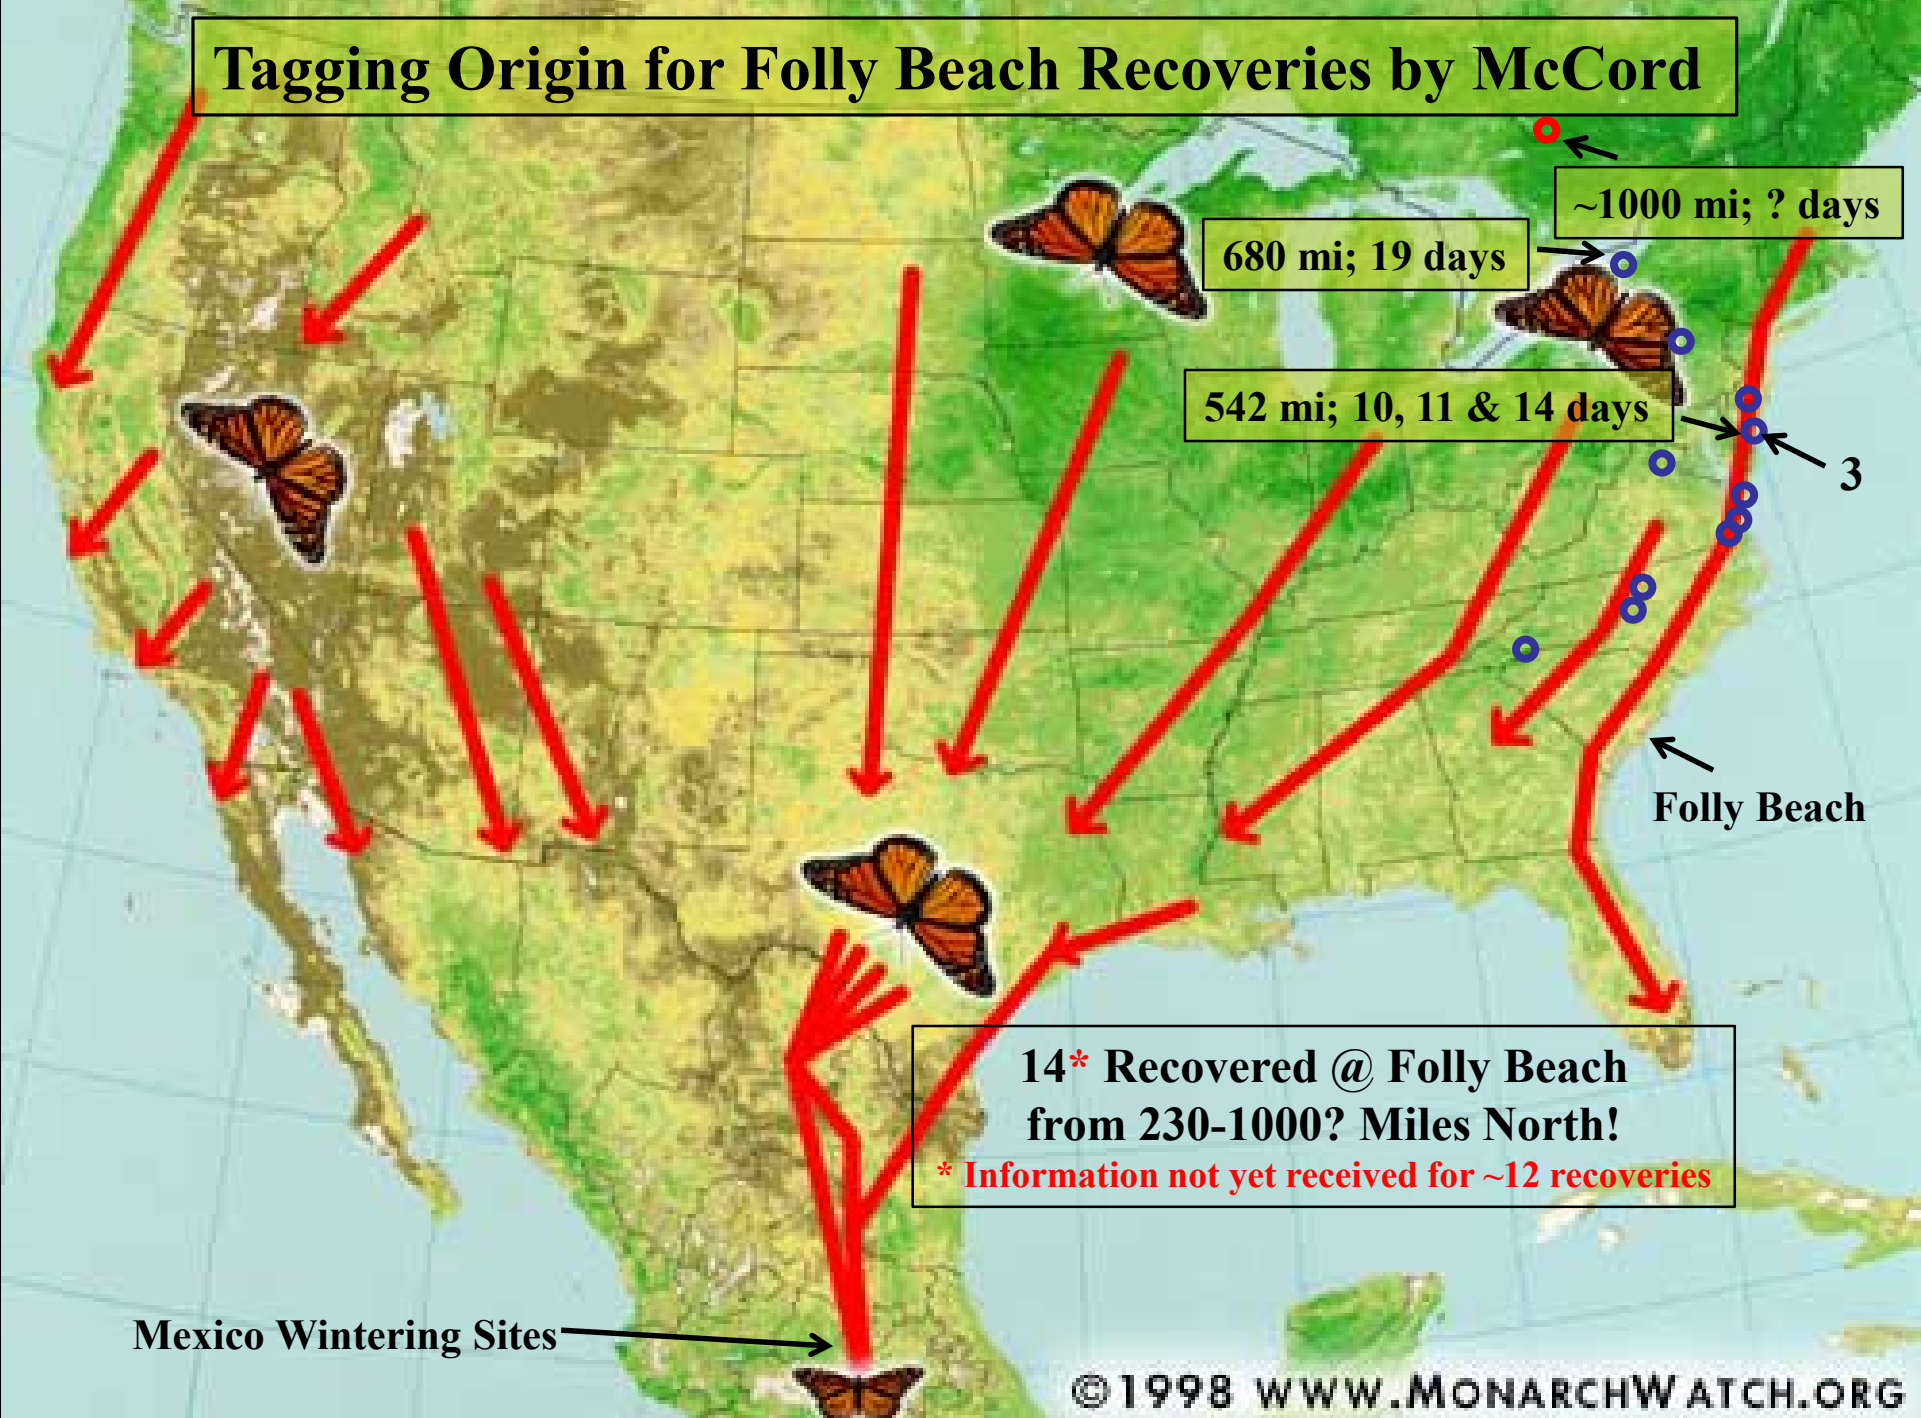 Tagging Origin for Folly Beach Recoveries by McCord
~1000 mi; ? days
680 mi; 19 days
542 mi; 10, 11 & 14 days
3
Folly Beach
14* Recovered @ Folly Beach
from 230-1000? Miles North!
* Information not yet received for ~12 recoveries
Mexico Wintering Sites
©1998 WWW.MONARCHWATCH.ORG